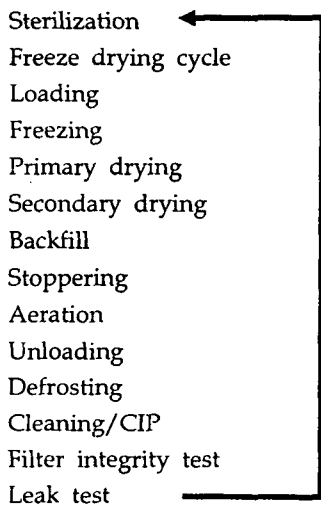 Sterilization
Freeze drying cycle
Loading
Freezing
Primary drying
Secondary drying
Backfill
Stoppering
Aeration
Unloading
Defrosting
Cleaning/CIP
Filter integrity test
Leak test